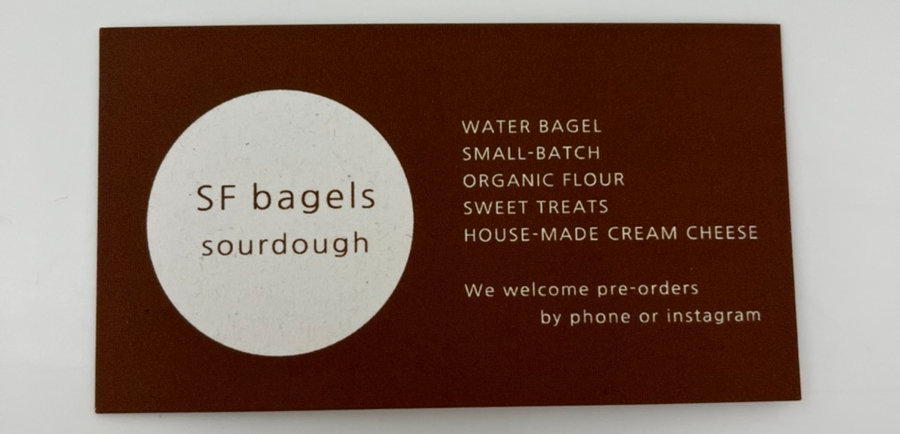 SF bagels
sourdough
WATER BAGEL
SMALL-BATCH
ORGANIC FLOUR
SWEET TREATS
HOUSE-MADE CREAM CHEESE
We welcome pre-orders
by phone or instagram